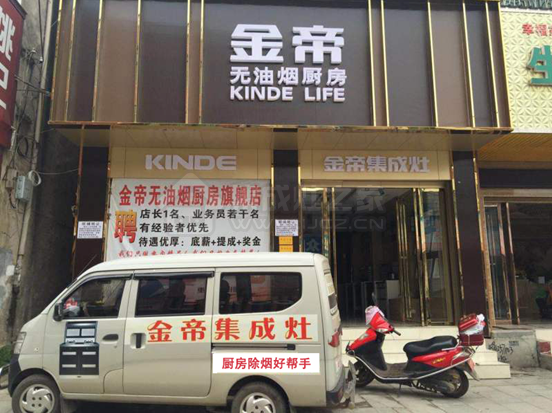 金帝
无油烟厨房
KINDE LIFE
KINDE
金帝集成灶
金帝无油烟厨房旗舰店
聘
店长1名、业务员若干名
有经验者优先
待遇优厚：底薪+提成+奖金
金帝集成灶
厨房除烟好帮手